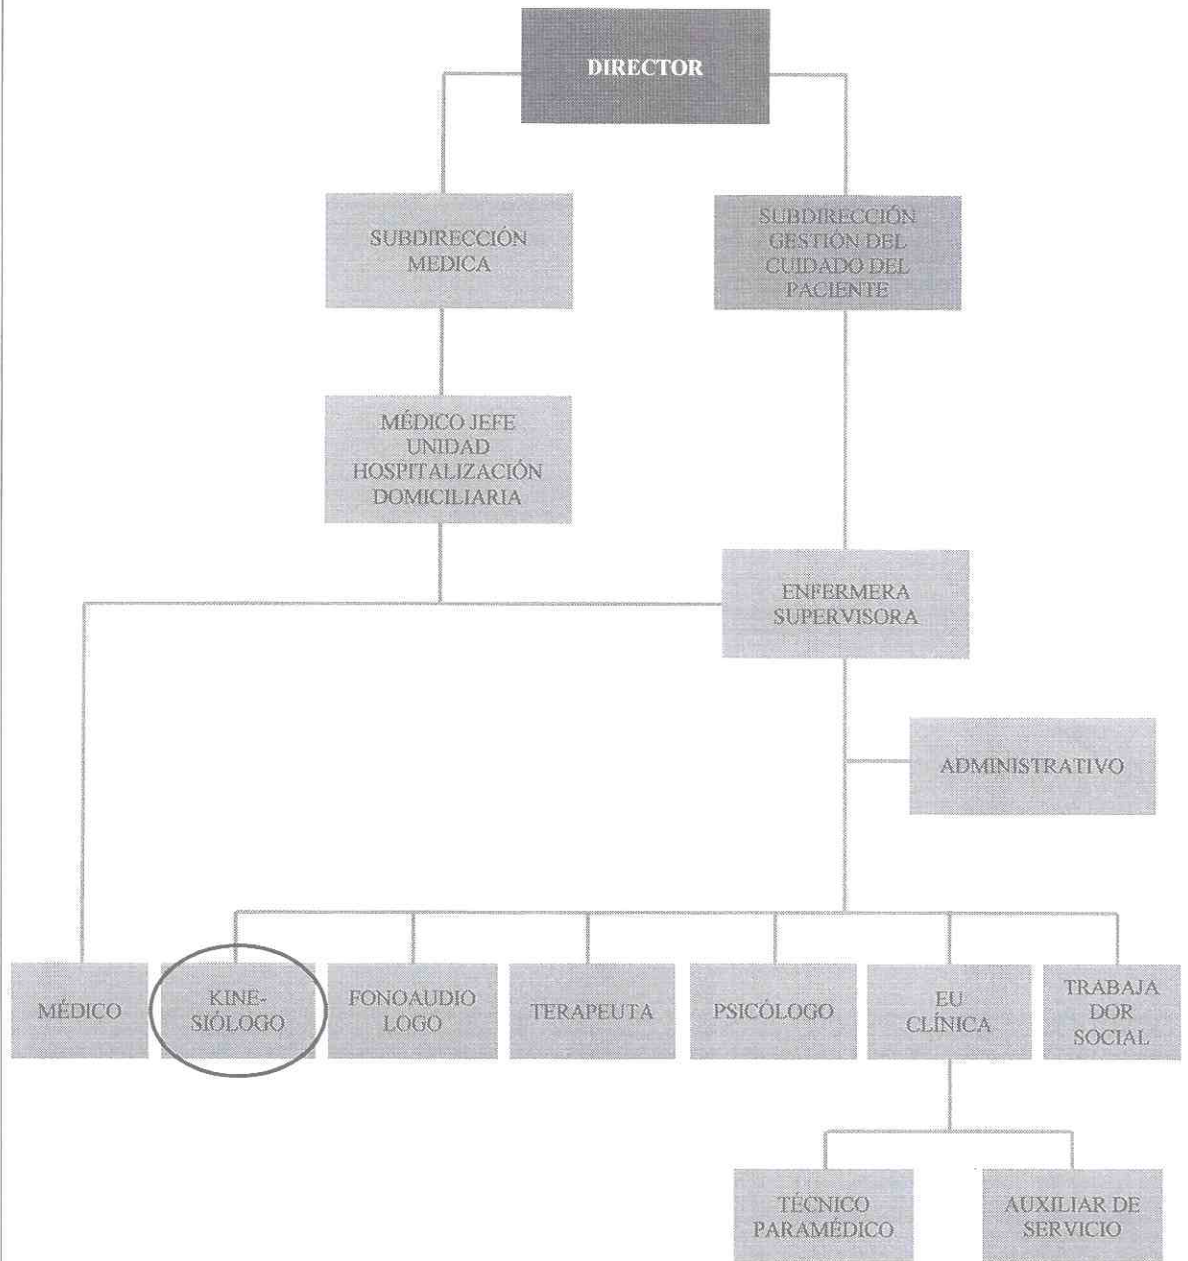 DIRECTOR
SUBDIRECCIÓN
MEDICA
SUBDIRECCIÓN
GESTIÓN DEL
CUIDADO DEL
PACIENTE
MÉDICO JEFE
UNIDAD
HOSPITALIZACIÓN
DOMICILIARIA
ENFERMERA
SUPERVISORA
ADMINISTRATIVO
MÉDICO
KINE-
SIÓLOGO
FONOAUDIO
LOGO
TERAPEUTA
PSICÓLOGO
EU
CLÍNICA
TRABAJA
DOR
SOCIAL
TÉCNICO
PARAMÉDICO
AUXILIAR DE
SERVICIO